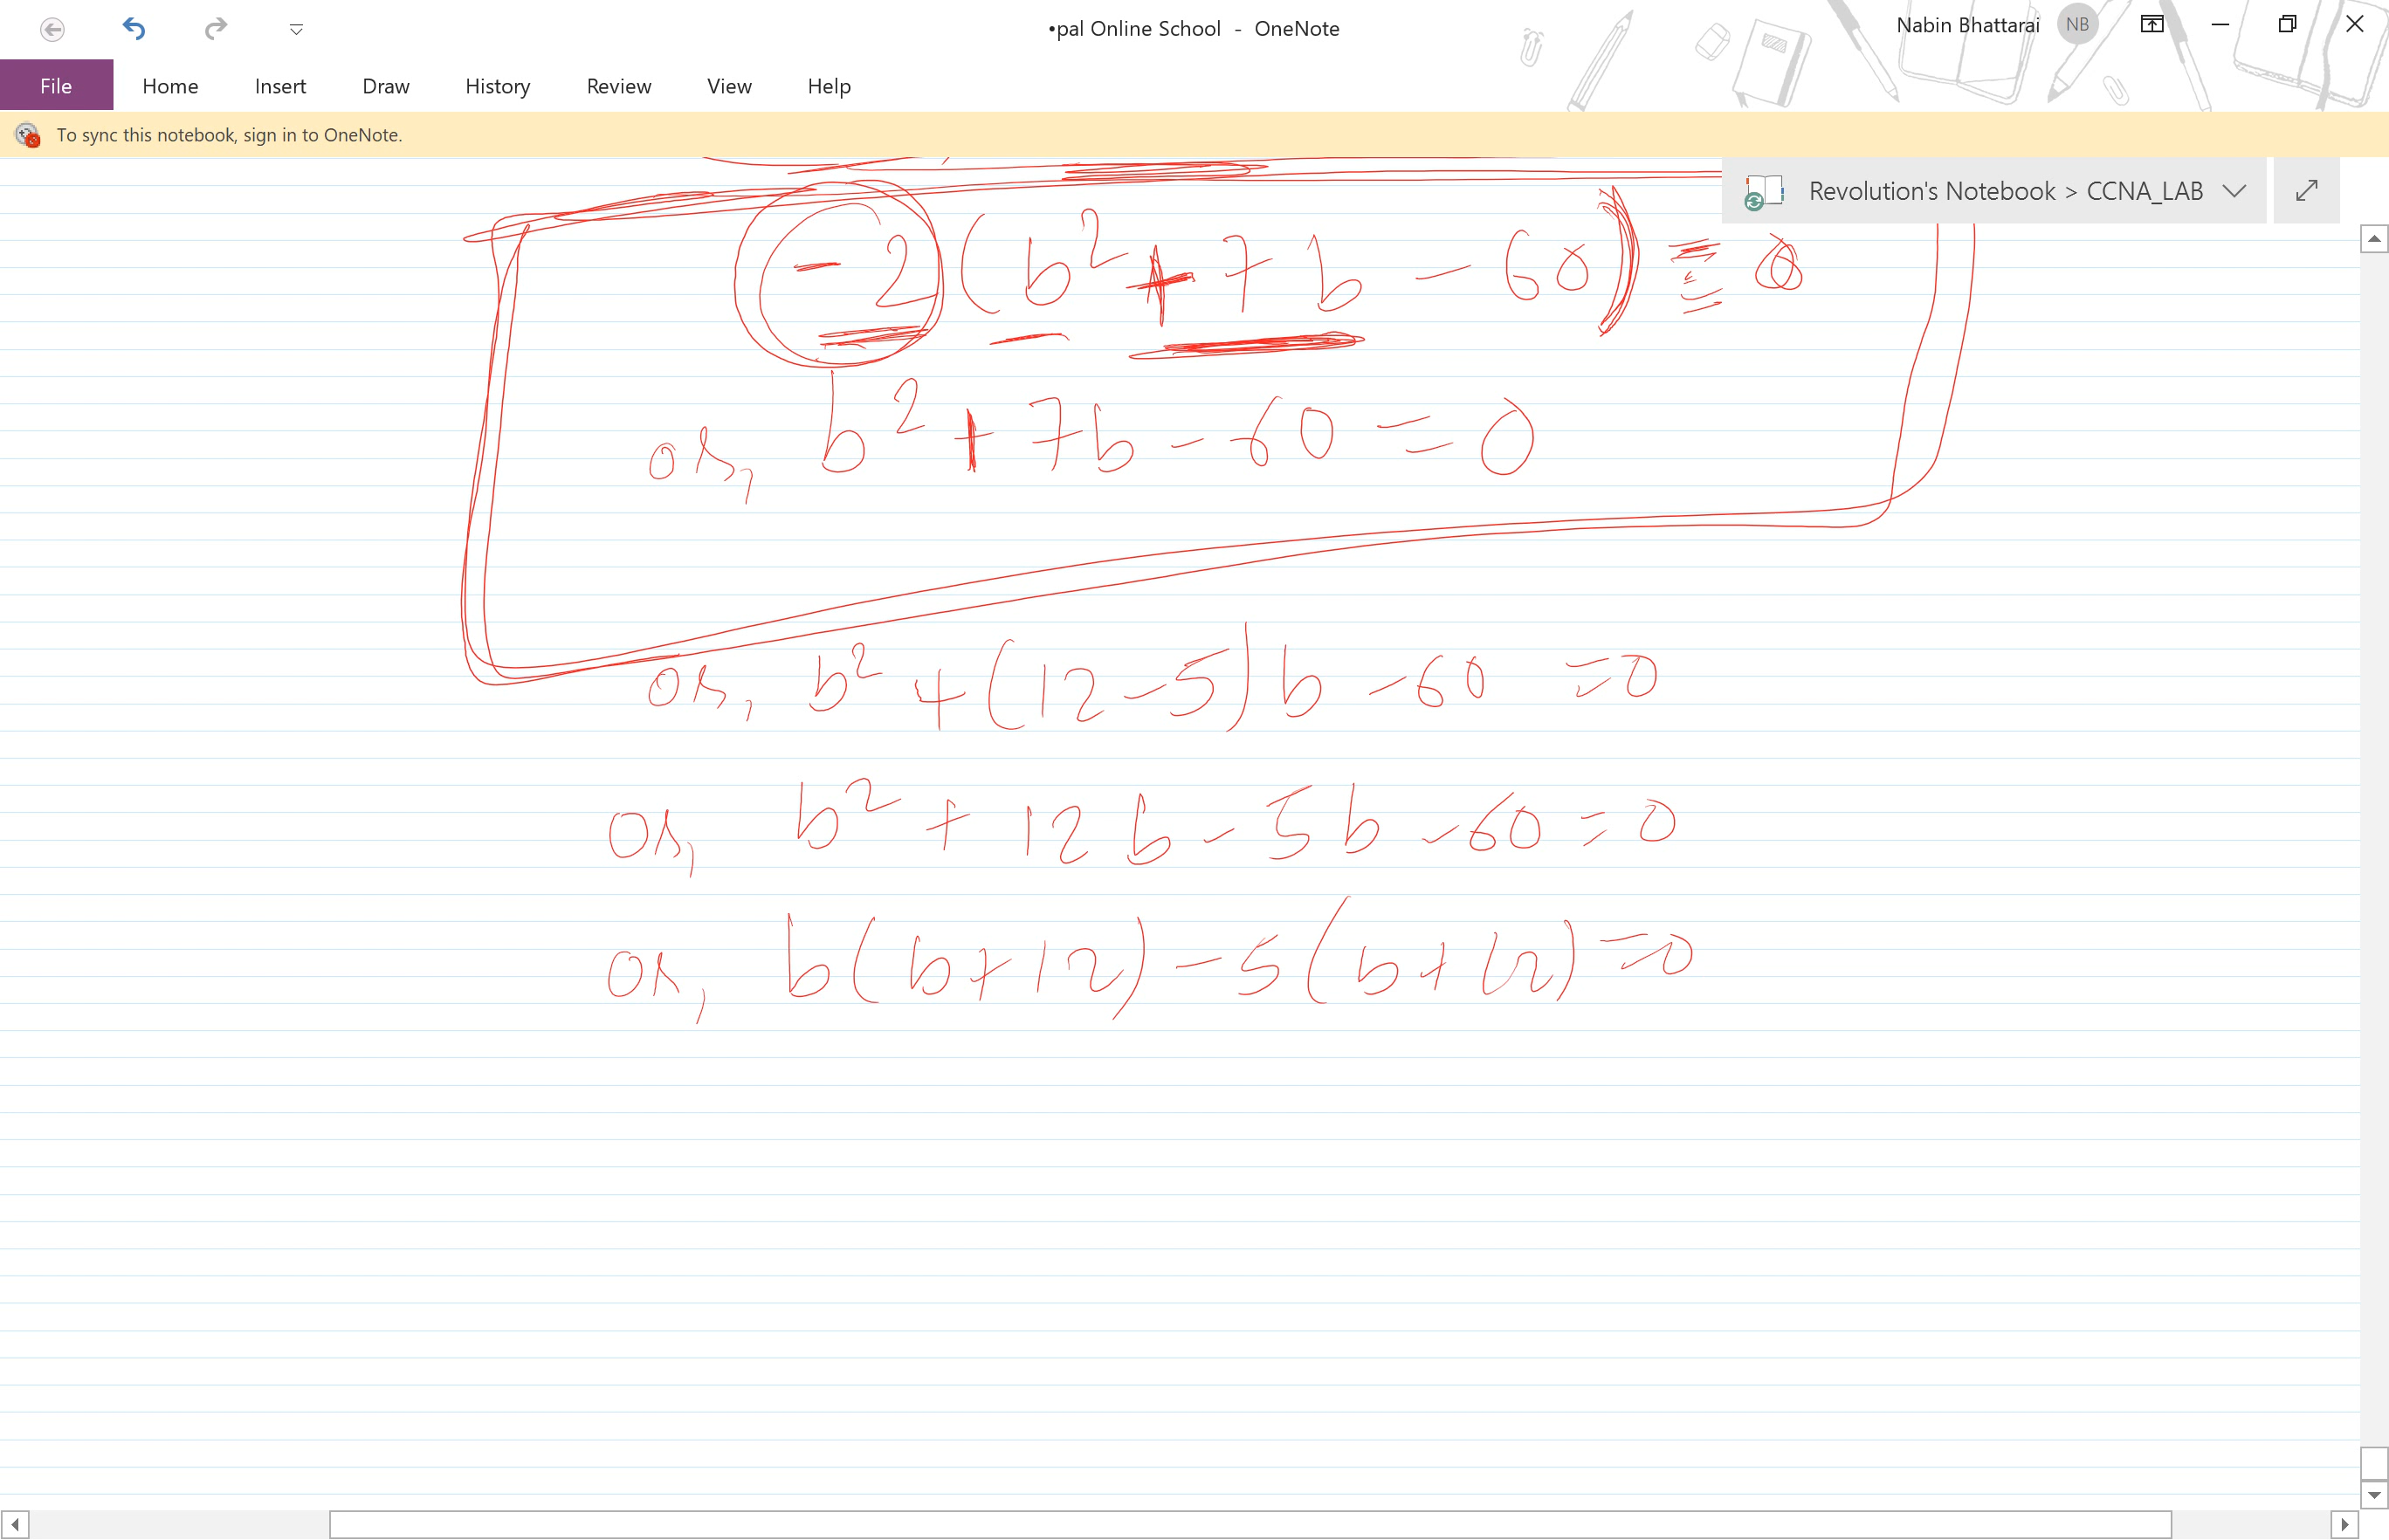 •pal Online School - OneNote
Nabin Bhattarai NB
File Home Insert Draw History Review View Help
To sync this notebook, sign in to OneNote.
Revolution's Notebook > CCNA_LAB
-2(b²+7b-60)=0
or, b²+7b-60=0
or, b²+(12-5)b-60=0
or, b²+12b-5b-60=0
or, b(b+12)-5(b+12)=0